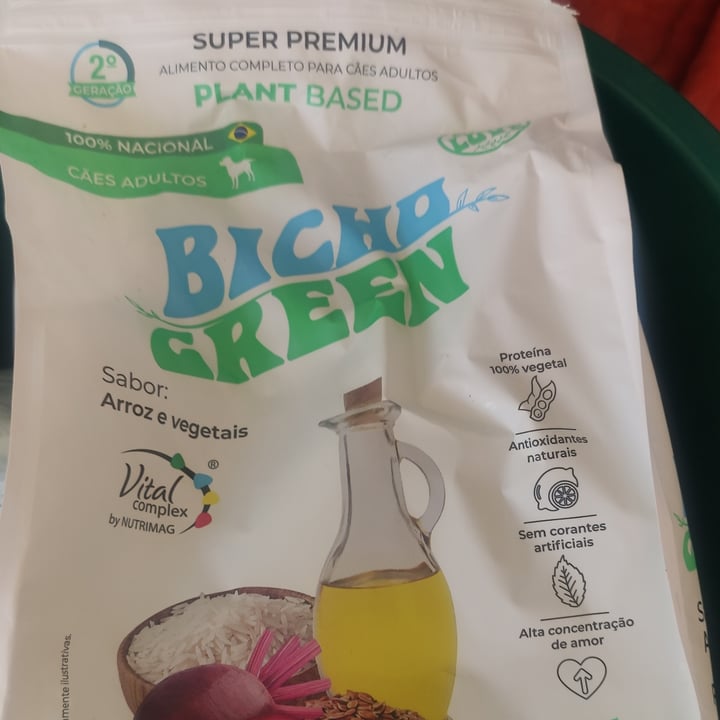 SUPER PREMIUM
ALIMENTO COMPLETO PARA CÃES ADULTOS
PLANT BASED
2º
GERAÇÃO
100% NACIONAL
CÃES ADULTOS
BICHO
GREEN
Sabor:
Arroz e vegetais
Vital
complex
®
by NUTRIMAG
Proteína
100% vegetal
Antioxidantes
naturais
Sem corantes
artificiais
Alta concentração
de amor
ilustrativas.